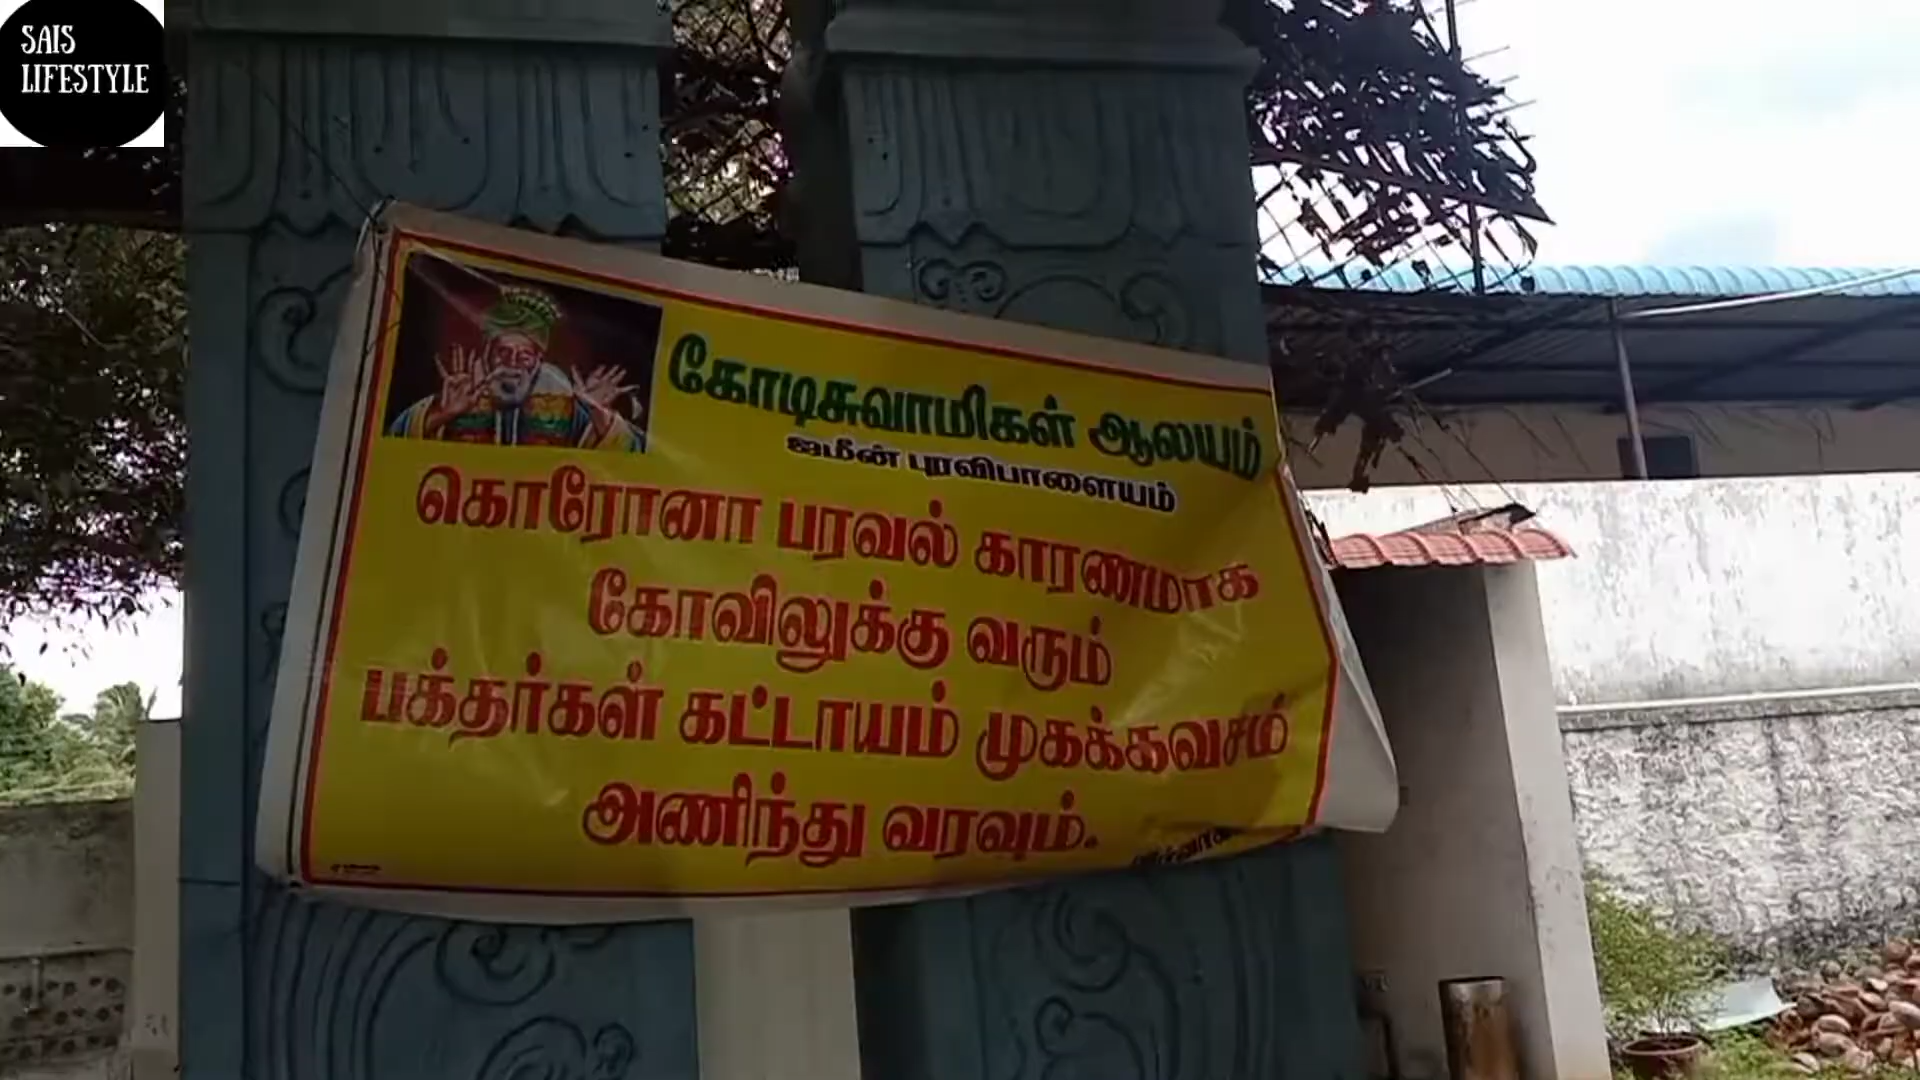 SAIS
LIFESTYLE
கோடிசுவாமிகள் ஆலயம்
ஜமீன் புரவிபாளையம்
கொரோனா பரவல் காரணமாக
கோவிலுக்கு வரும்
பக்தர்கள் கட்டாயம் முகக்கவசம்
அணிந்து வரவும்.